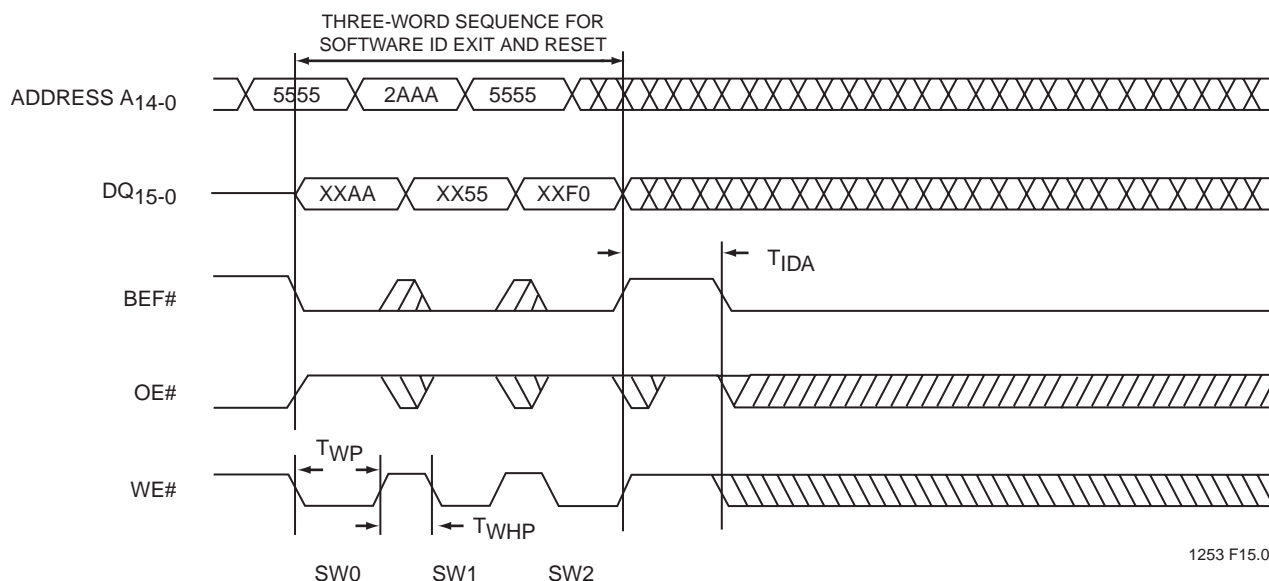 THREE-WORD SEQUENCE FOR
SOFTWARE ID EXIT AND RESET
ADDRESS A14-0 5555 2AAA 5555
DQ15-0 XXAA XX55 XXF0
TIDA
BEF#
OE#
TWP
WE#
TWHP
SW0 SW1 SW2
1253 F15.0